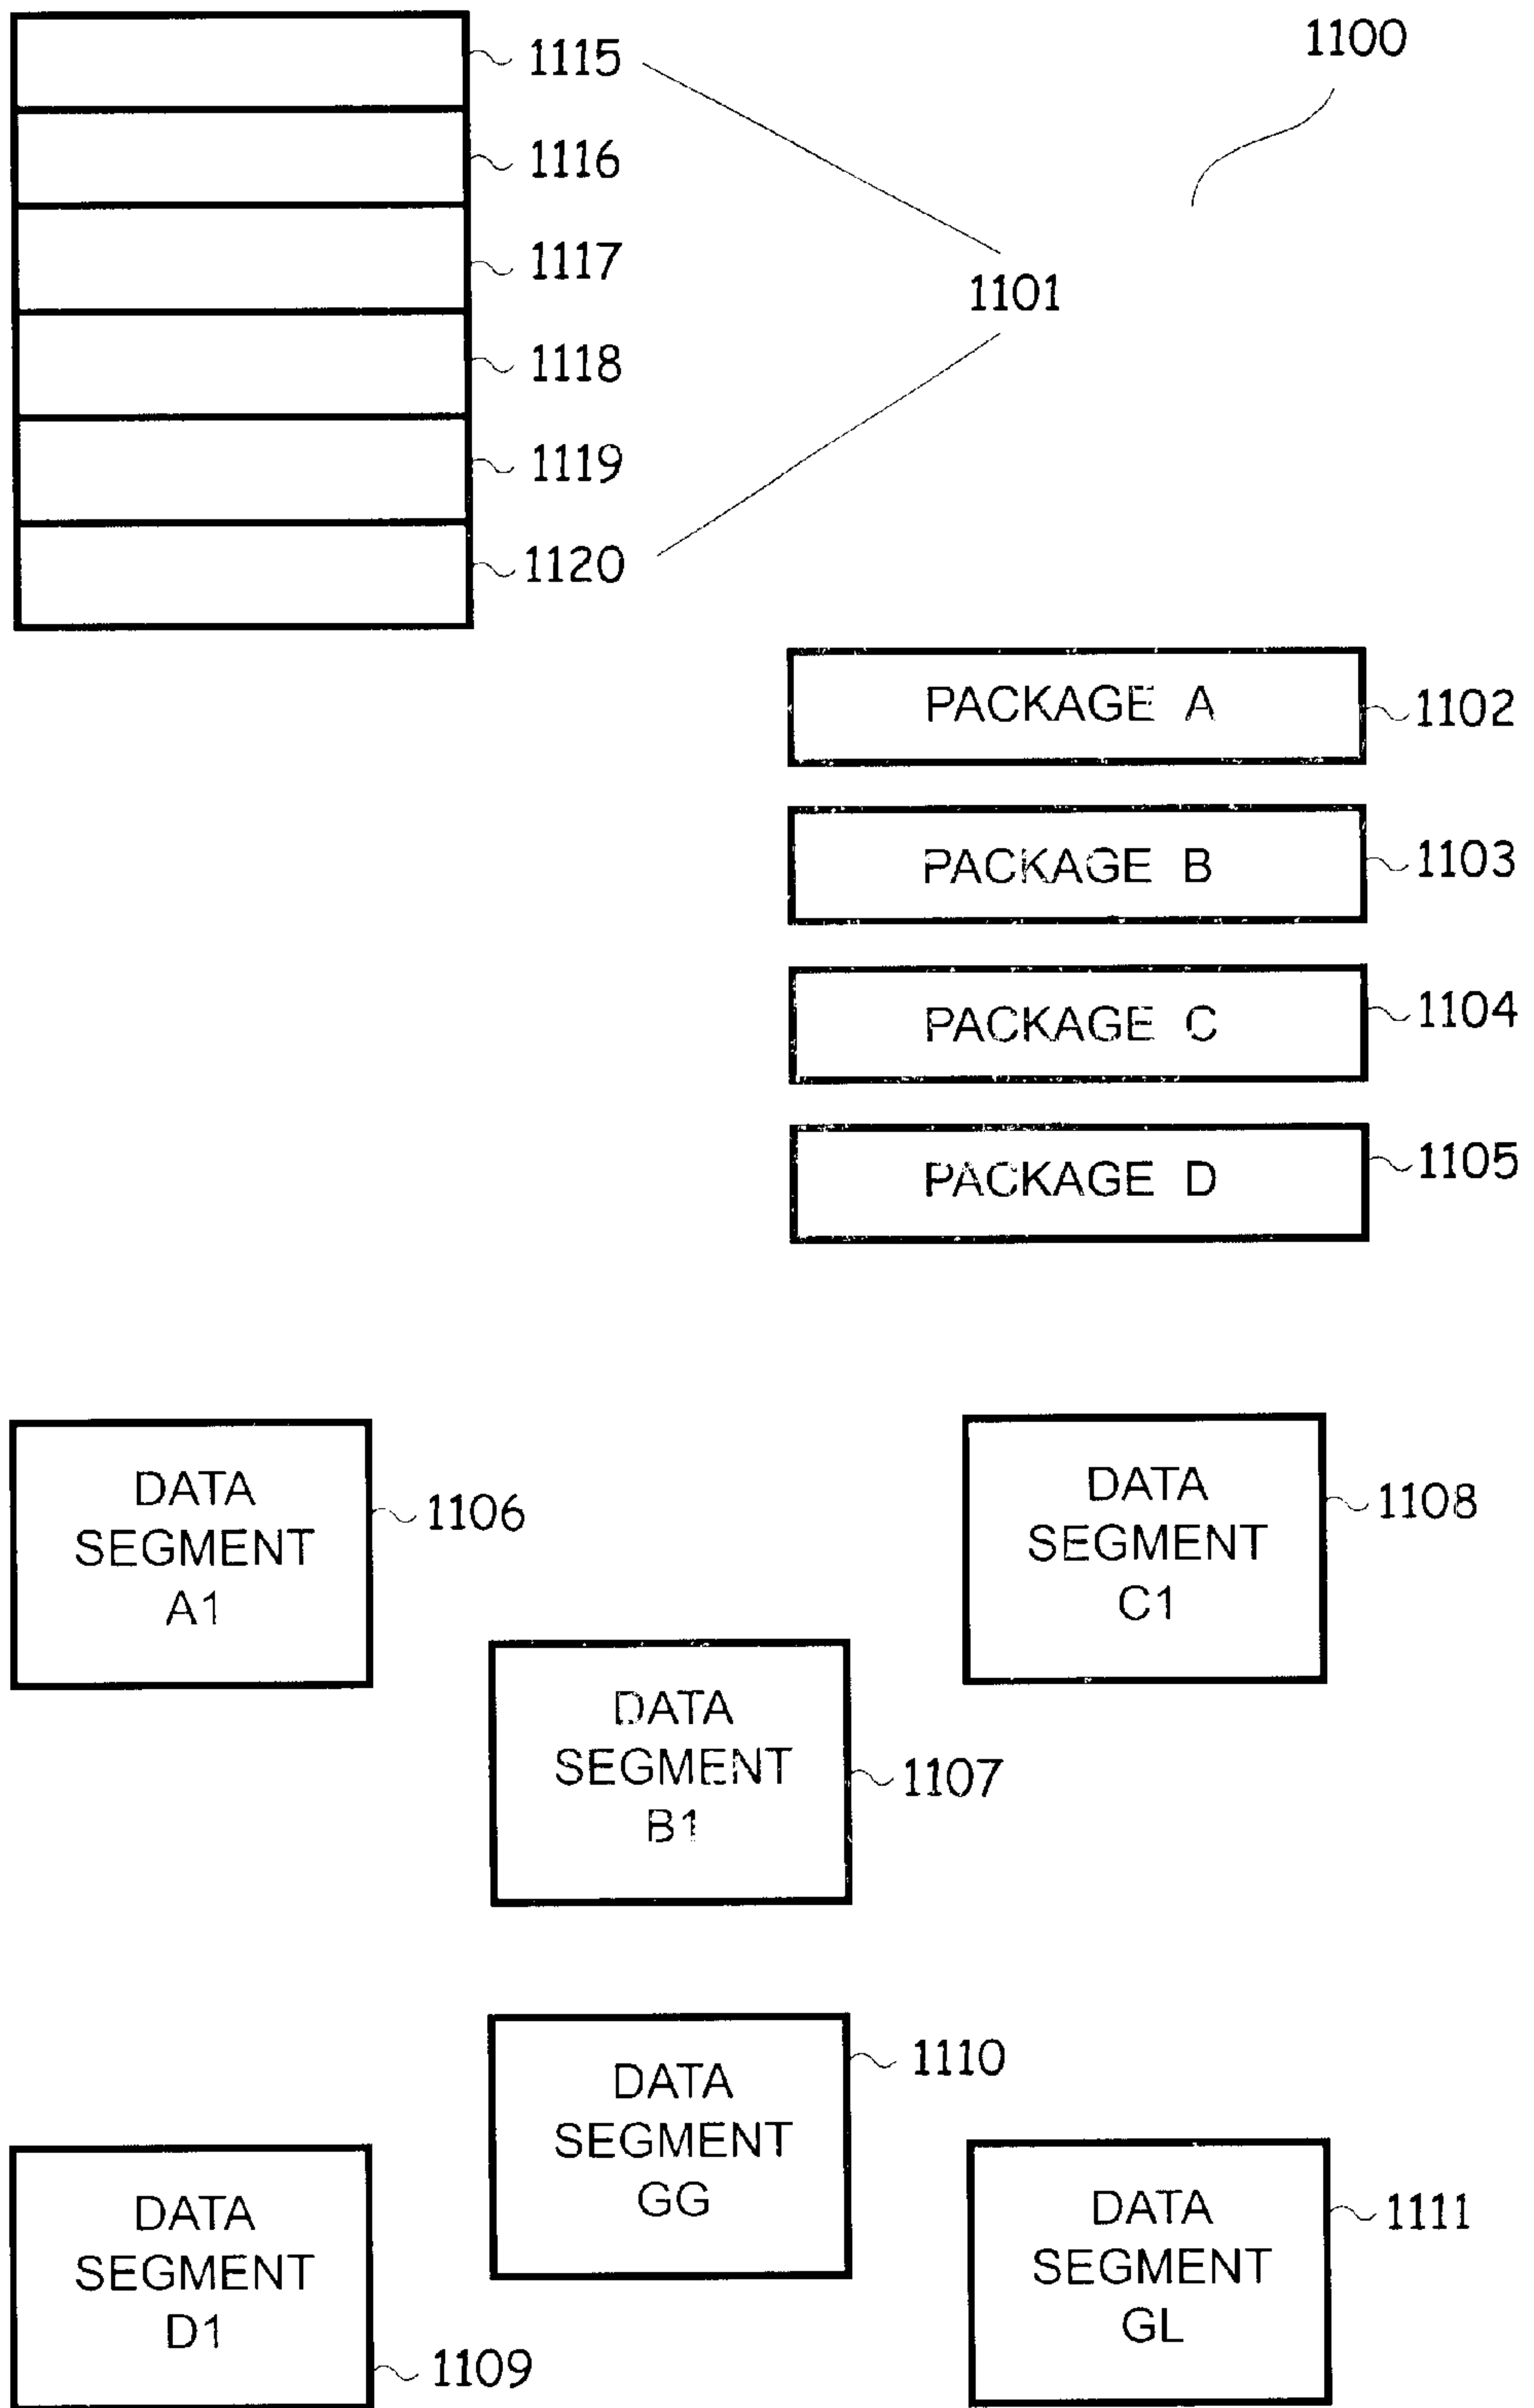 1115
1100
1116
1117
1101
1118
1119
1120
PACKAGE A
1102
PACKAGE B
1103
PACKAGE C
1104
PACKAGE D
1105
DATA
SEGMENT
A1
1106
DATA
SEGMENT
C1
1108
DATA
SEGMENT
B1
1107
DATA
SEGMENT
GG
1110
DATA
SEGMENT
D1
1109
DATA
SEGMENT
GL
1111